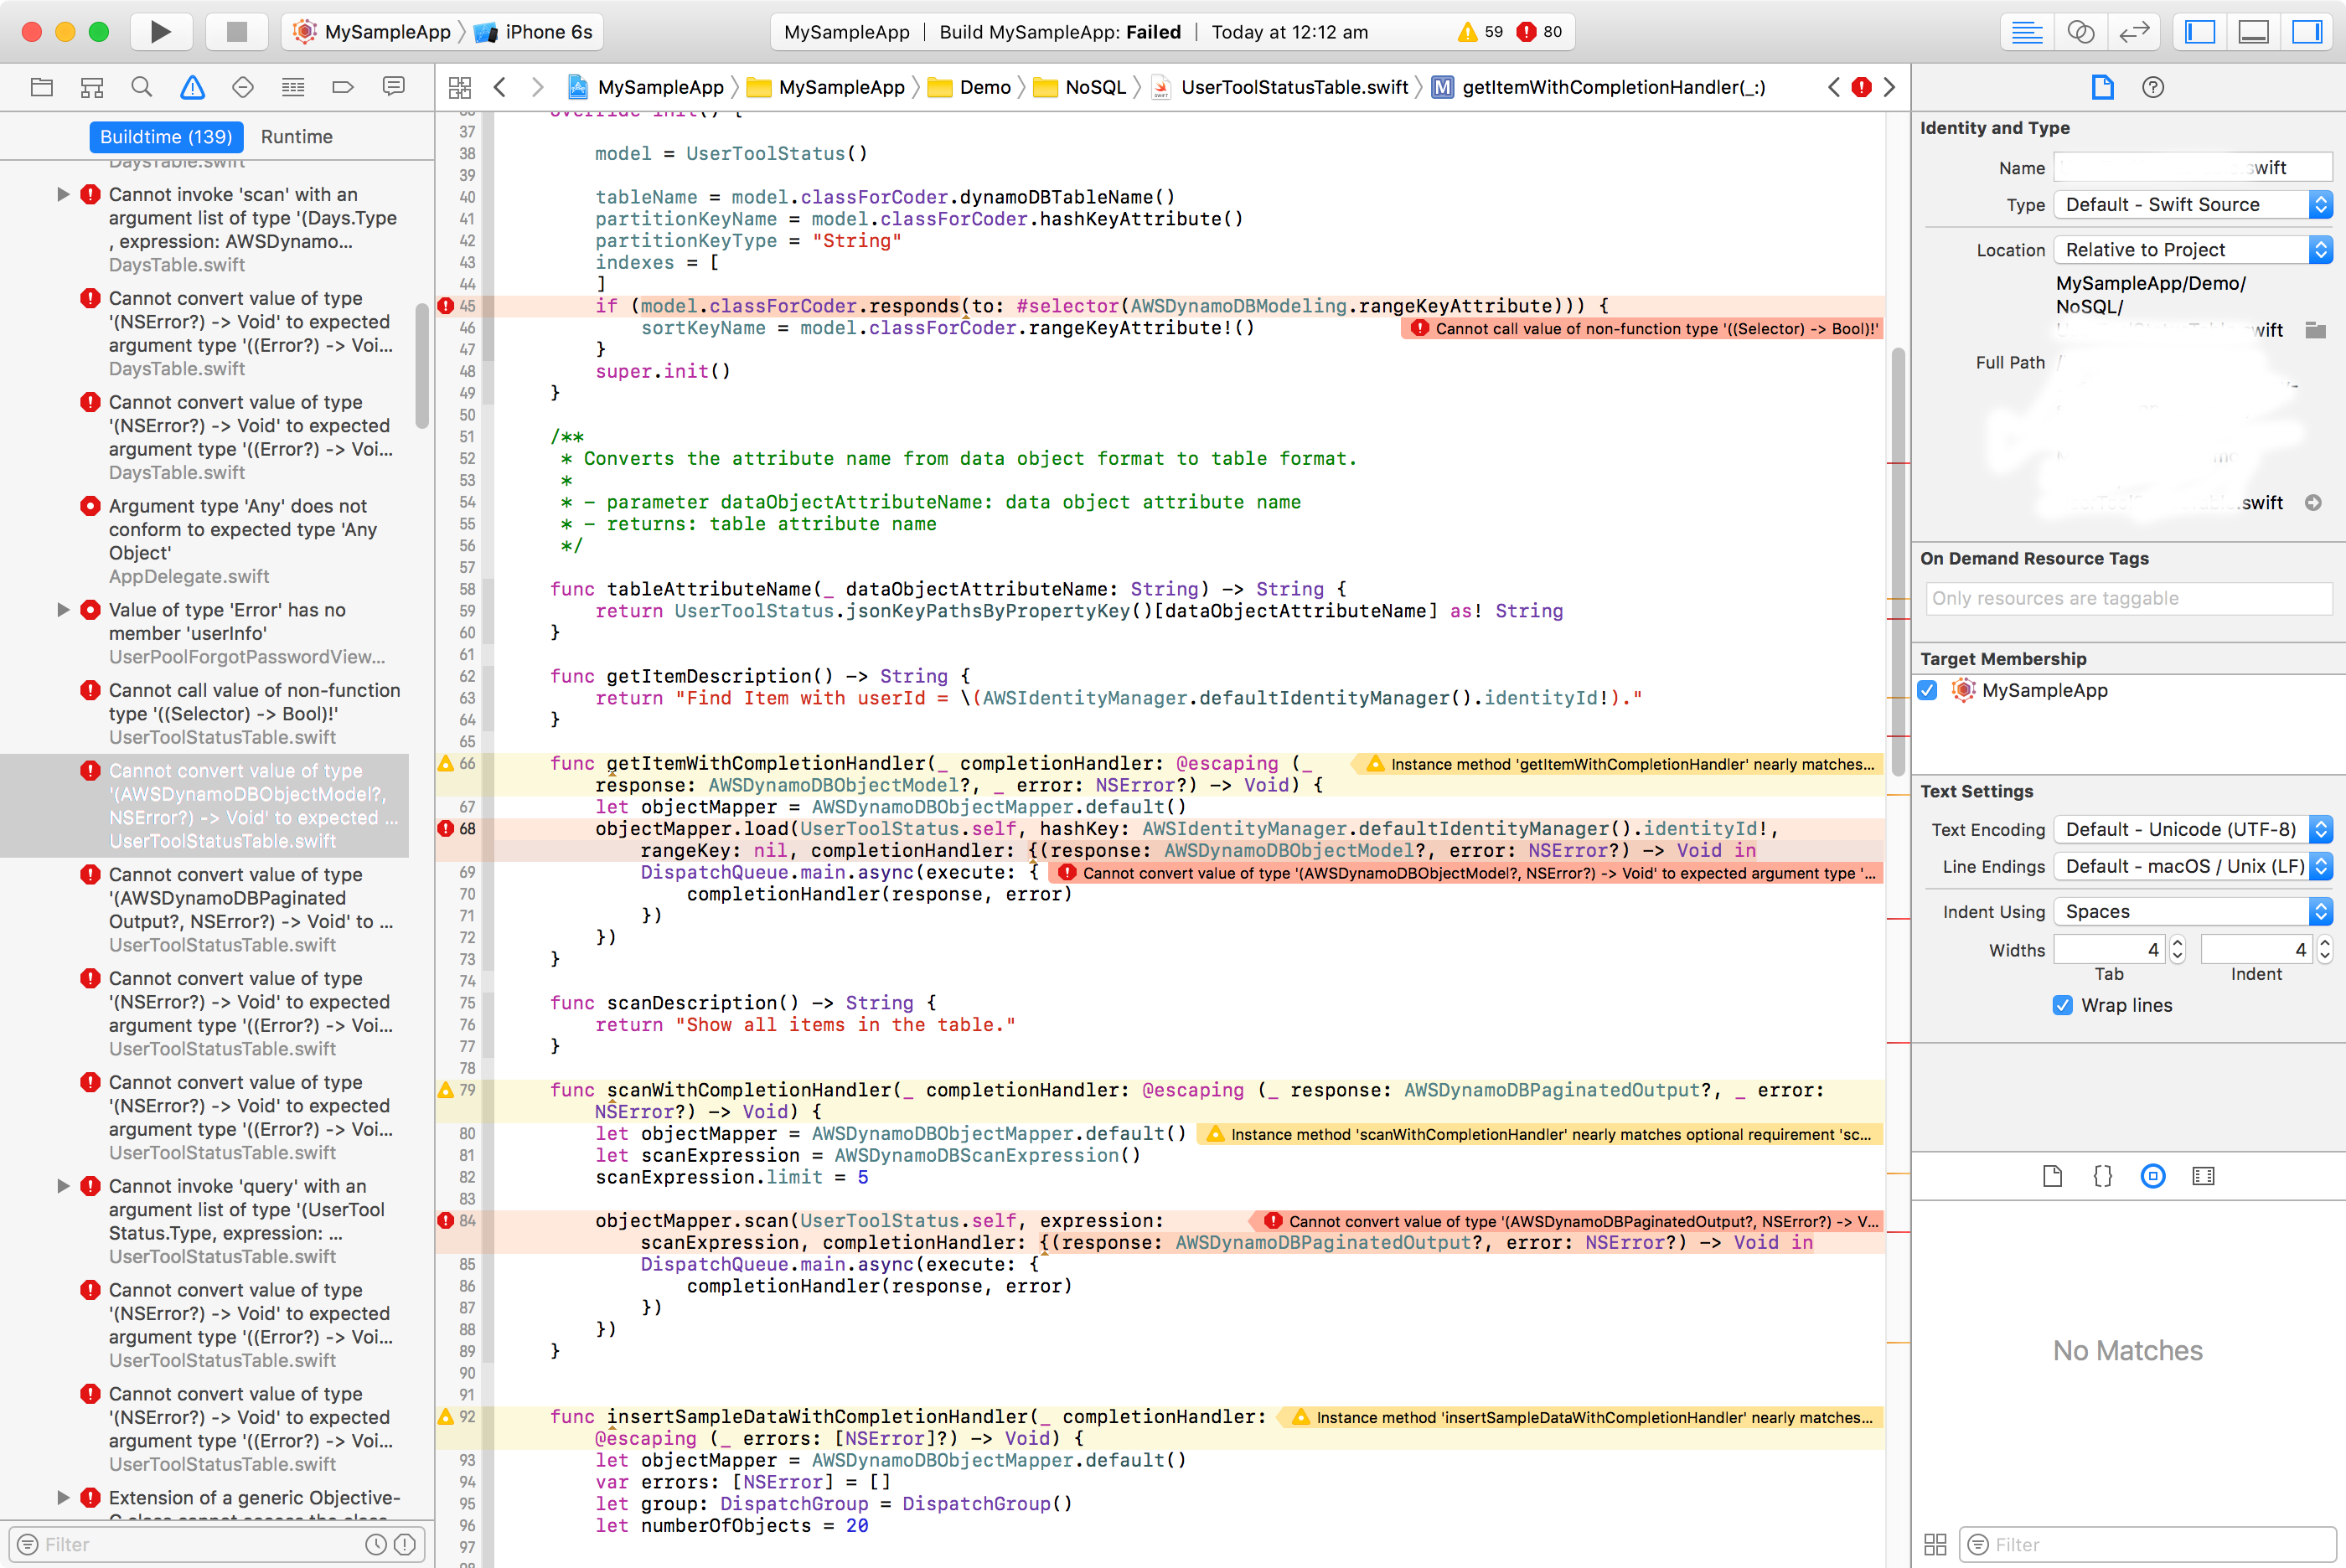 MySampleApp
iPhone 6s
MySampleApp
Build MySampleApp: Failed
Today at 12:12 am
59
80
MySampleApp
MySampleApp
Demo
NoSQL
UserToolStatusTable.swift
M
getItemWithCompletionHandler(_:)
Buildtime (139)
Runtime
DaysTable.swift
Cannot invoke 'scan' with an
argument list of type '(Days.Type
, expression: AWSDynamo...
DaysTable.swift
Cannot convert value of type
'(NSError?) -> Void' to expected
argument type '((Error?) -> Voi...
DaysTable.swift
Cannot convert value of type
'(NSError?) -> Void' to expected
argument type '((Error?) -> Voi...
DaysTable.swift
Argument type 'Any' does not
conform to expected type 'Any
Object'
AppDelegate.swift
Value of type 'Error' has no
member 'userInfo'
UserPoolForgotPasswordView...
Cannot call value of non-function
type '((Selector) -> Bool)!'
UserToolStatusTable.swift
Cannot convert value of type
'(AWSDynamoDBObjectModel?,
NSError?) -> Void' to expected ...
UserToolStatusTable.swift
Cannot convert value of type
'(AWSDynamoDBPaginated
Output?, NSError?) -> Void' to ...
UserToolStatusTable.swift
Cannot convert value of type
'(NSError?) -> Void' to expected
argument type '((Error?) -> Voi...
UserToolStatusTable.swift
Cannot convert value of type
'(NSError?) -> Void' to expected
argument type '((Error?) -> Voi...
UserToolStatusTable.swift
Cannot invoke 'query' with an
argument list of type '(UserTool
Status.Type, expression: ...
UserToolStatusTable.swift
Cannot convert value of type
'(NSError?) -> Void' to expected
argument type '((Error?) -> Voi...
UserToolStatusTable.swift
Cannot convert value of type
'(NSError?) -> Void' to expected
argument type '((Error?) -> Voi...
UserToolStatusTable.swift
Extension of a generic Objective-
Filter
override init() {
37
38 model = UserToolStatus()
39
40 tableName = model.classForCoder.dynamoDBTableName()
41 partitionKeyName = model.classForCoder.hashKeyAttribute()
42 partitionKeyType = "String"
43 indexes = [
44 ]
45 if (model.classForCoder.responds(to: #selector(AWSDynamoDBModeling.rangeKeyAttribute))) {
46 sortKeyName = model.classForCoder.rangeKeyAttribute!() Cannot call value of non-function type '((Selector) -> Bool)!'
47 }
48 super.init()
49 }
50
51 /**
52 * Converts the attribute name from data object format to table format.
53 *
54 * - parameter dataObjectAttributeName: data object attribute name
55 * - returns: table attribute name
56 */
57
58 func tableAttributeName(_ dataObjectAttributeName: String) -> String {
59 return UserToolStatus.jsonKeyPathsByPropertyKey()[dataObjectAttributeName] as! String
60 }
61
62 func getItemDescription() -> String {
63 return "Find Item with userId = \(AWSIdentityManager.defaultIdentityManager().identityId!)."
64 }
65
66 func getItemWithCompletionHandler(_ completionHandler: @escaping (_ Instance method 'getItemWithCompletionHandler' nearly matches...
response: AWSDynamoDBObjectModel?, _ error: NSError?) -> Void) {
67 let objectMapper = AWSDynamoDBObjectMapper.default()
68 objectMapper.load(UserToolStatus.self, hashKey: AWSIdentityManager.defaultIdentityManager().identityId!,
rangeKey: nil, completionHandler: {(response: AWSDynamoDBObjectModel?, error: NSError?) -> Void in
69 DispatchQueue.main.async(execute: { Cannot convert value of type '(AWSDynamoDBObjectModel?, NSError?) -> Void' to expected argument type '...
70 completionHandler(response, error)
71 })
72 })
73 }
74
75 func scanDescription() -> String {
76 return "Show all items in the table."
77 }
78
79 func scanWithCompletionHandler(_ completionHandler: @escaping (_ response: AWSDynamoDBPaginatedOutput?, _ error:
NSError?) -> Void) {
80 let objectMapper = AWSDynamoDBObjectMapper.default() Instance method 'scanWithCompletionHandler' nearly matches optional requirement 'sc...
81 let scanExpression = AWSDynamoDBScanExpression()
82 scanExpression.limit = 5
83
84 objectMapper.scan(UserToolStatus.self, expression: Cannot convert value of type '(AWSDynamoDBPaginatedOutput?, NSError?) -> V...
scanExpression, completionHandler: {(response: AWSDynamoDBPaginatedOutput?, error: NSError?) -> Void in
85 DispatchQueue.main.async(execute: {
86 completionHandler(response, error)
87 })
88 })
89 }
90
91
92 func insertSampleDataWithCompletionHandler(_ completionHandler: Instance method 'insertSampleDataWithCompletionHandler' nearly matches...
@escaping (_ errors: [NSError]?) -> Void) {
93 let objectMapper = AWSDynamoDBObjectMapper.default()
94 var errors: [NSError] = []
95 let group: DispatchGroup = DispatchGroup()
96 let numberOfObjects = 20
97
Identity and Type
Name swift
Type Default - Swift Source
Location Relative to Project
MySampleApp/Demo/
NoSQL/
swift
Full Path /
.swift
On Demand Resource Tags
Only resources are taggable
Target Membership
MySampleApp
Text Settings
Text Encoding Default - Unicode (UTF-8)
Line Endings Default - macOS / Unix (LF)
Indent Using Spaces
Widths 4 4
Tab Indent
Wrap lines
{}
No Matches
Filter